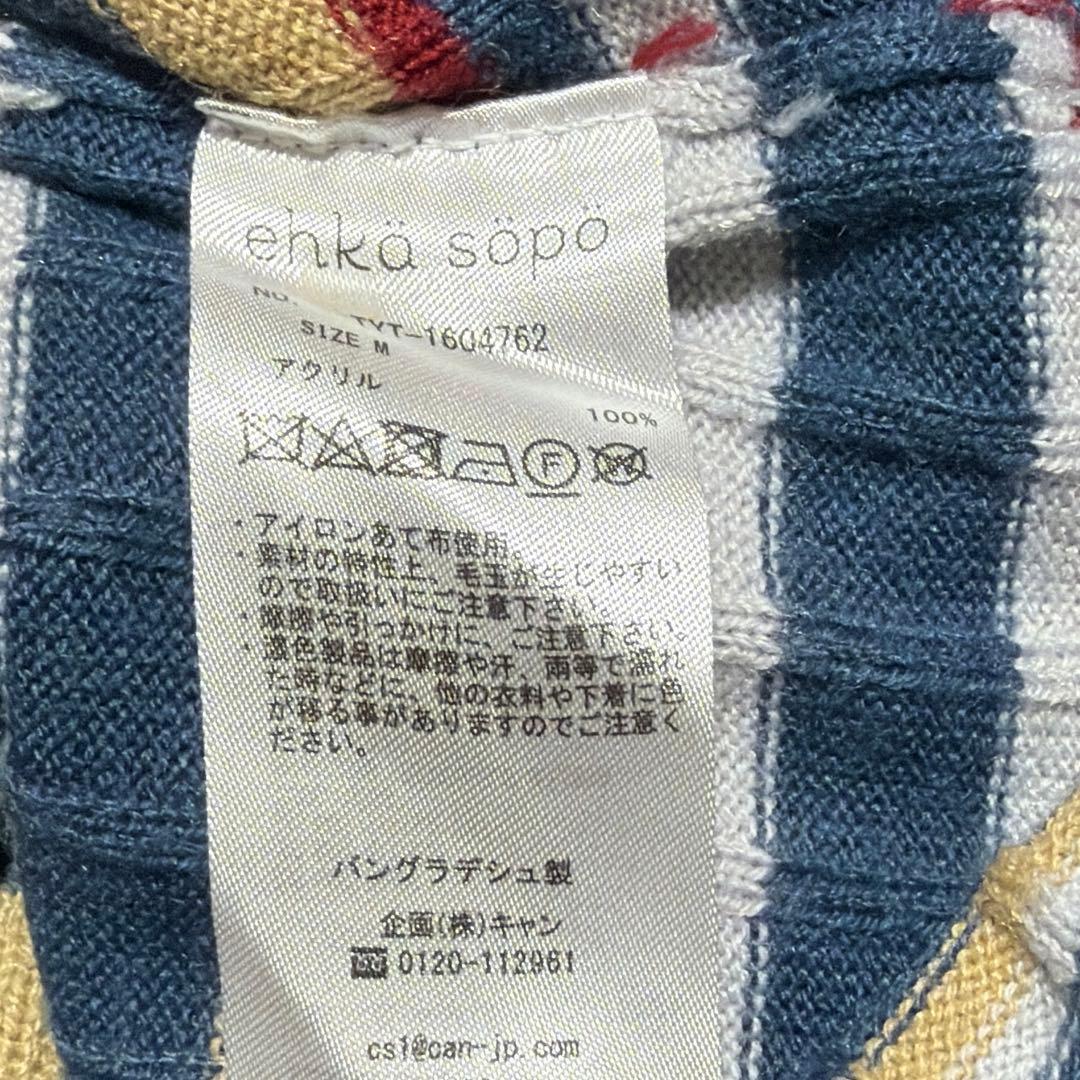 ehkä söpö
NO. TYT-1604762
SIZE M
アクリル
100%
F
・アイロンあて布使用。
・素材の特性上、毛玉が生じやすい
ので取扱いにご注意下さい。
・摩擦や引っかけに、ご注意下さい。
・濃色製品は摩擦や汗、雨等で濡れ
た時などに、他の衣料や下着に色
が移る事がありますのでご注意く
ださい。
バングラデシュ製
企画(株)キャン
0120-112961
cs1@can-jp.com